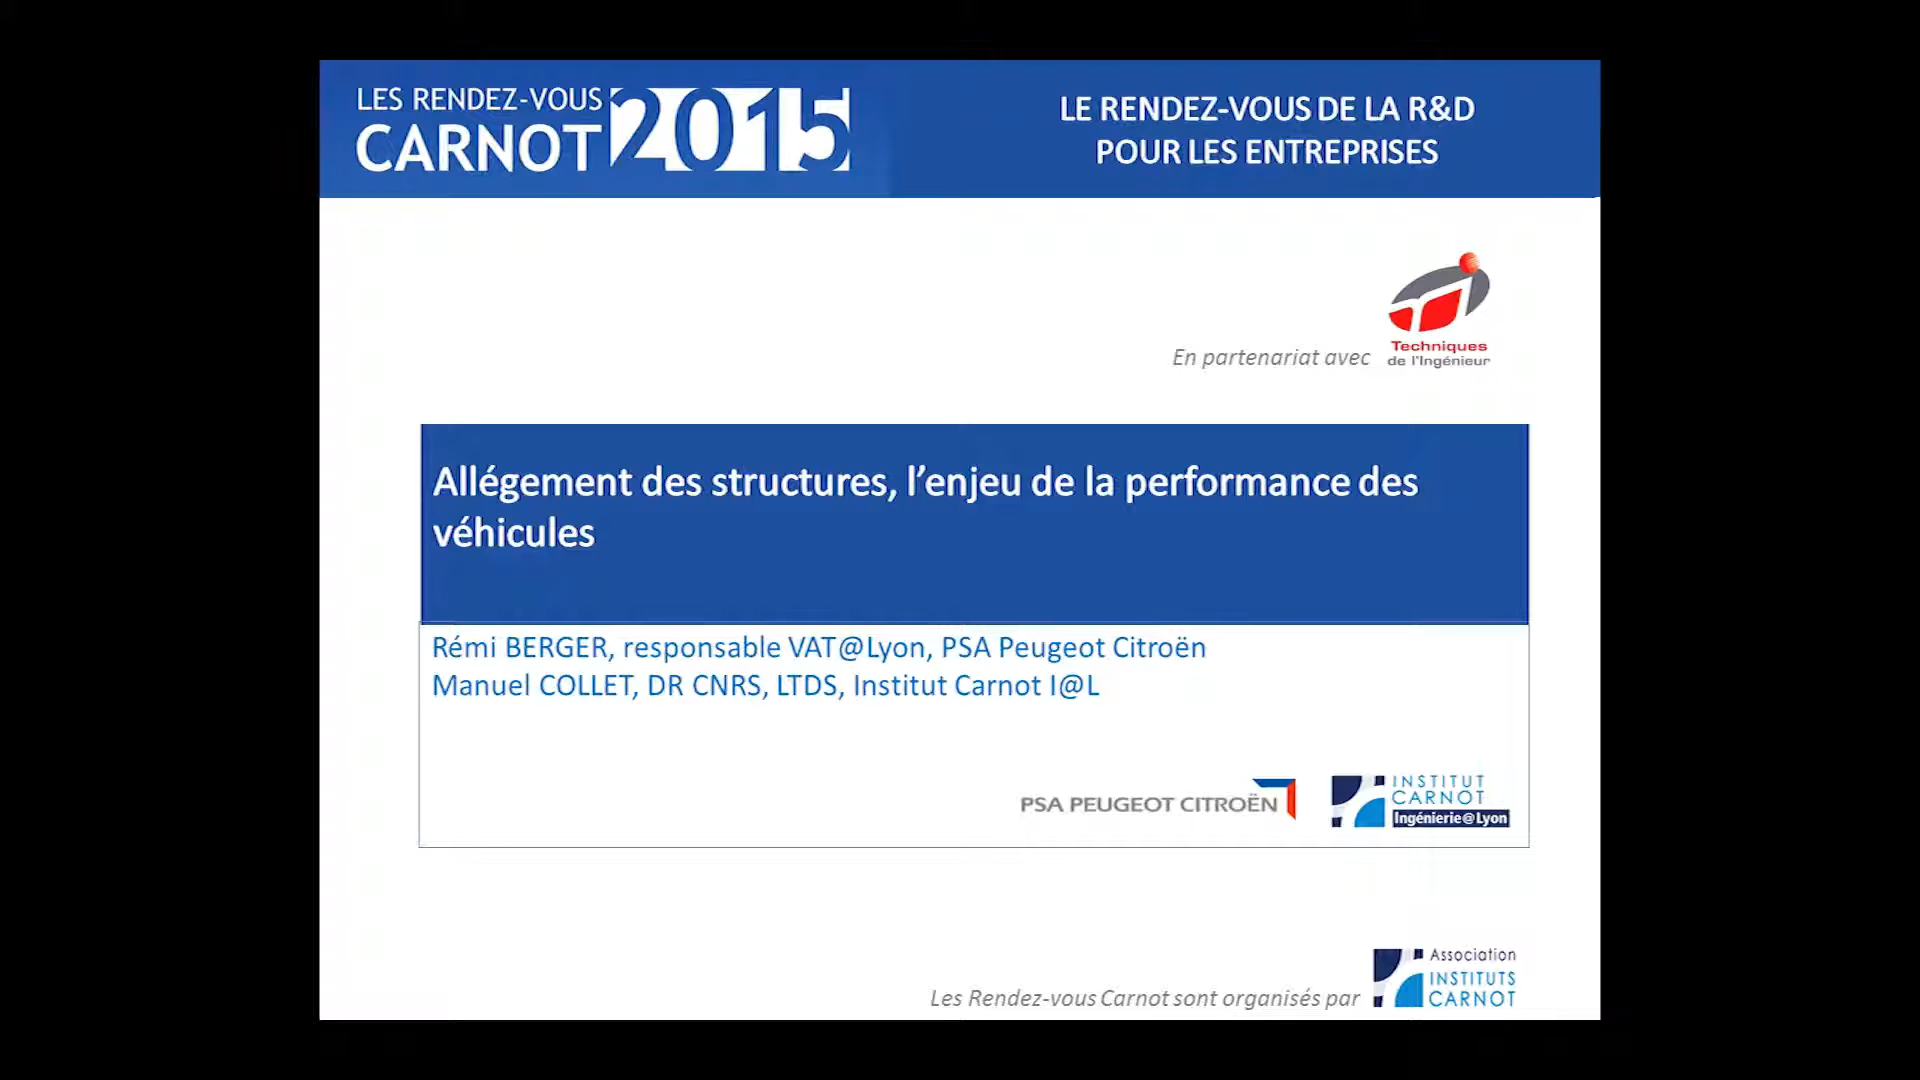 LES RENDEZ-VOUS
CARNOT 2015
LE RENDEZ-VOUS DE LA R&D
POUR LES ENTREPRISES
En partenariat avec
Techniques
de l'Ingénieur
Allégement des structures, l’enjeu de la performance des
véhicules
Rémi BERGER, responsable VAT@Lyon, PSA Peugeot Citroën
Manuel COLLET, DR CNRS, LTDS, Institut Carnot I@L
PSA PEUGEOT CITROËN
INSTITUT
CARNOT
Ingénierie@Lyon
Les Rendez-vous Carnot sont organisés par
Association
INSTITUTS
CARNOT